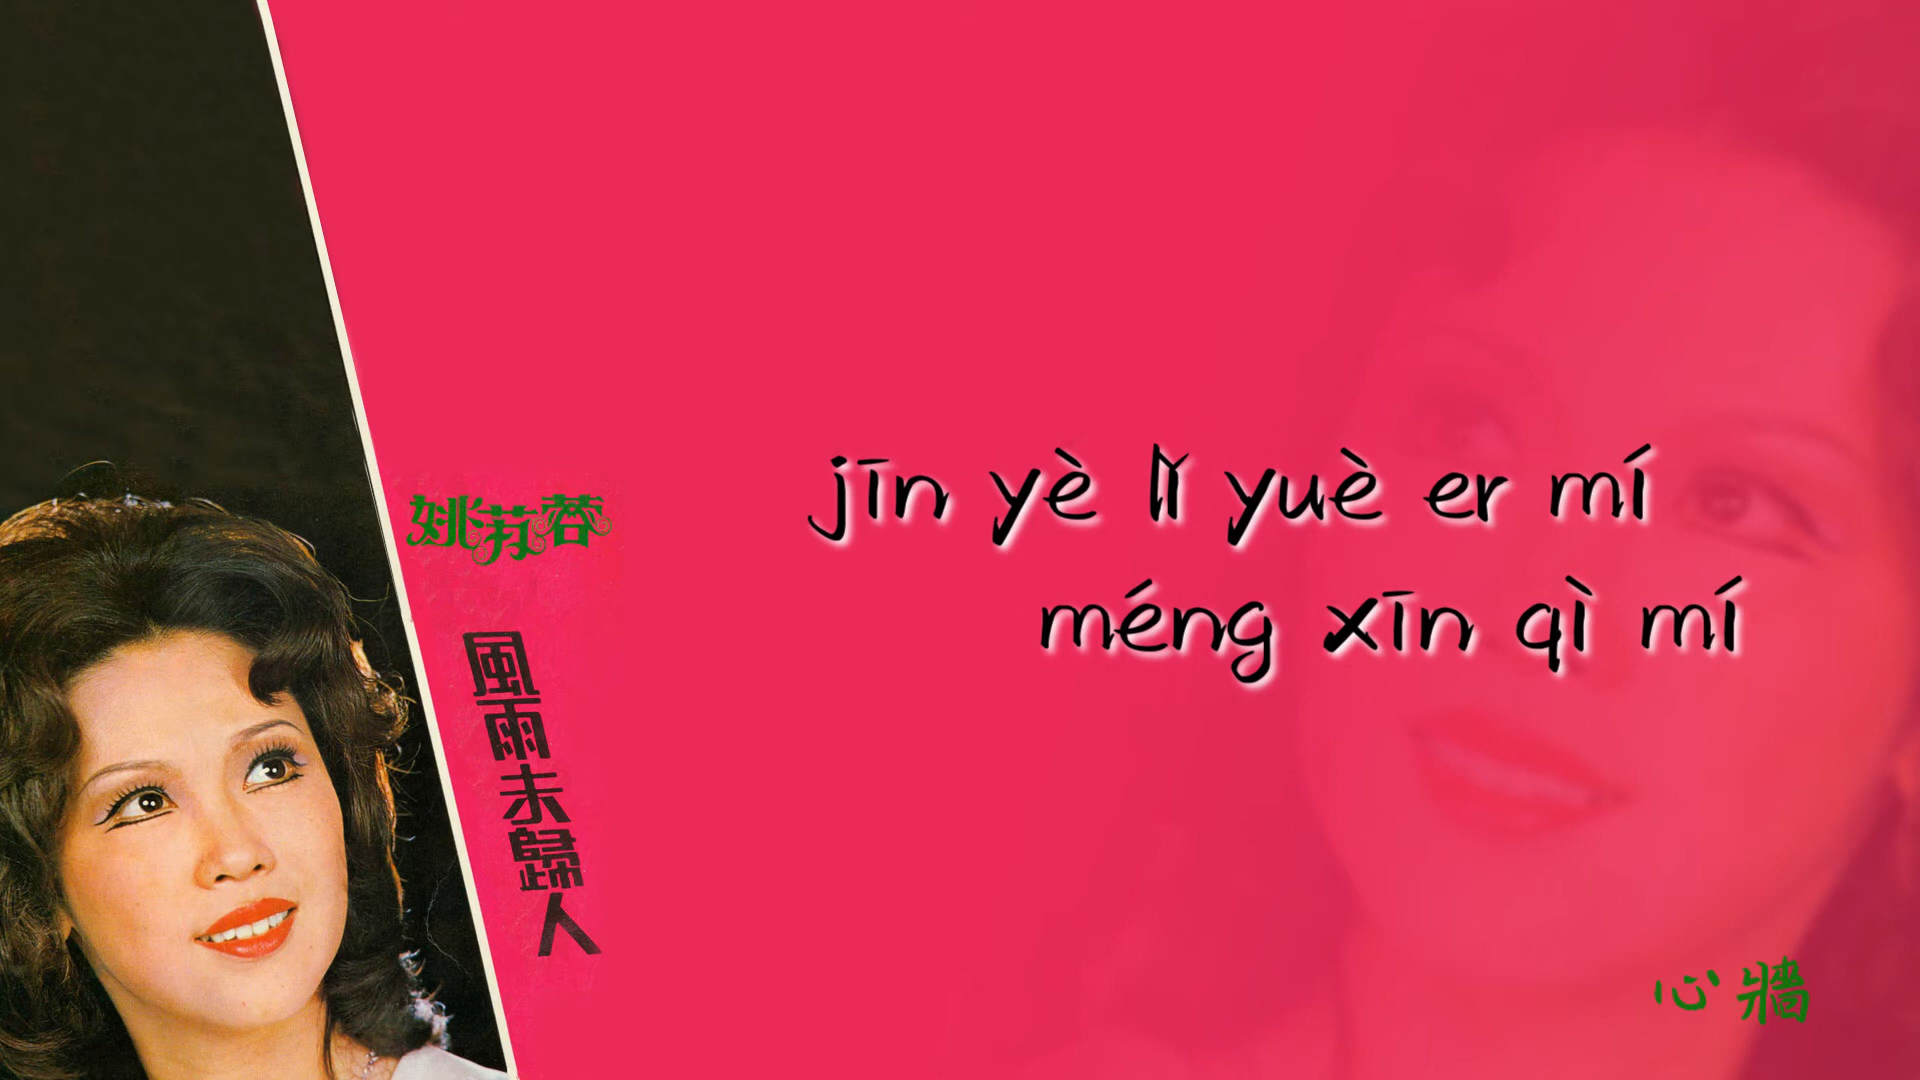 姚苏蓉
風雨未歸人
jīn yè lǐ yuè er mí
méng xīn qì mí
心牆